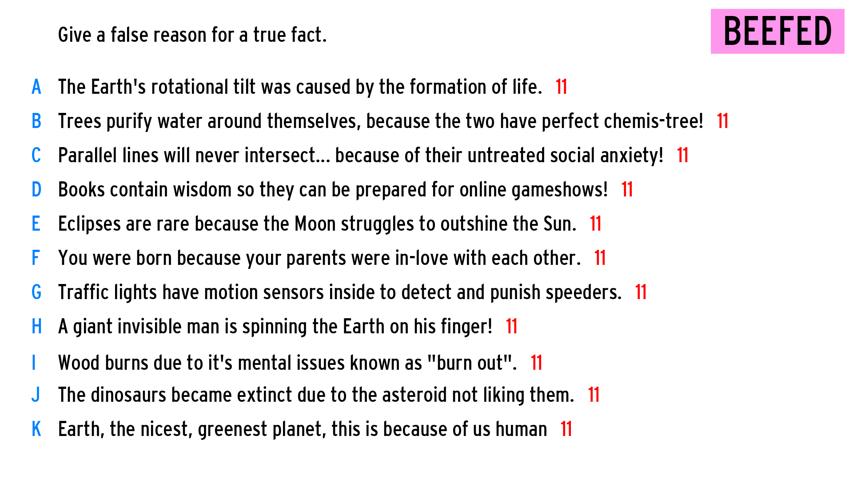 Give a false reason for a true fact.
BEEFED
A The Earth's rotational tilt was caused by the formation of life. 11
B Trees purify water around themselves, because the two have perfect chemis-tree! 11
C Parallel lines will never intersect... because of their untreated social anxiety! 11
D Books contain wisdom so they can be prepared for online gameshows! 11
E Eclipses are rare because the Moon struggles to outshine the Sun. 11
F You were born because your parents were in-love with each other. 11
G Traffic lights have motion sensors inside to detect and punish speeders. 11
H A giant invisible man is spinning the Earth on his finger! 11
I Wood burns due to it's mental issues known as "burn out". 11
J The dinosaurs became extinct due to the asteroid not liking them. 11
K Earth, the nicest, greenest planet, this is because of us human 11